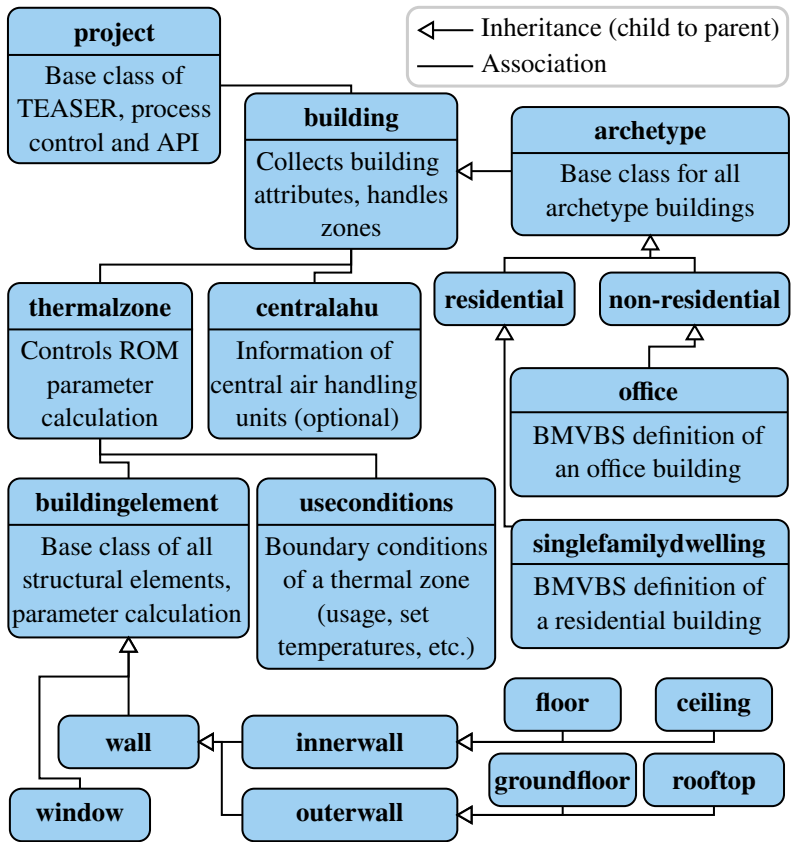 project
Base class of
TEASER, process
control and API
Inheritance (child to parent)
Association
building
Collects building
attributes, handles
zones
archetype
Base class for all
archetype buildings
thermalzone
Controls ROM
parameter
calculation
centralahu
Information of
central air handling
units (optional)
residential
non-residential
office
BMVBS definition of
an office building
buildingelement
Base class of all
structural elements,
parameter calculation
useconditions
Boundary conditions
of a thermal zone
(usage, set
temperatures, etc.)
singlefamilydwelling
BMVBS definition of
a residential building
floor
ceiling
wall
innerwall
groundfloor
rooftop
window
outerwall